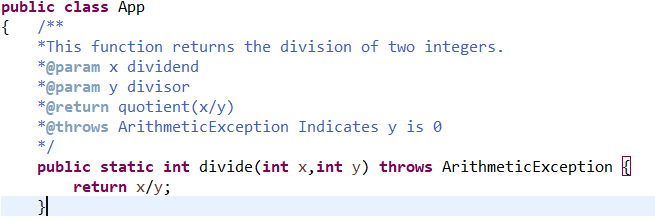 public class App
{   /**
    *This function returns the division of two integers.
    *@param x dividend
    *@param y divisor
    *@return quotient(x/y)
    *@throws ArithmeticException Indicates y is 0
    */
    public static int divide(int x,int y) throws ArithmeticException {
        return x/y;
    }